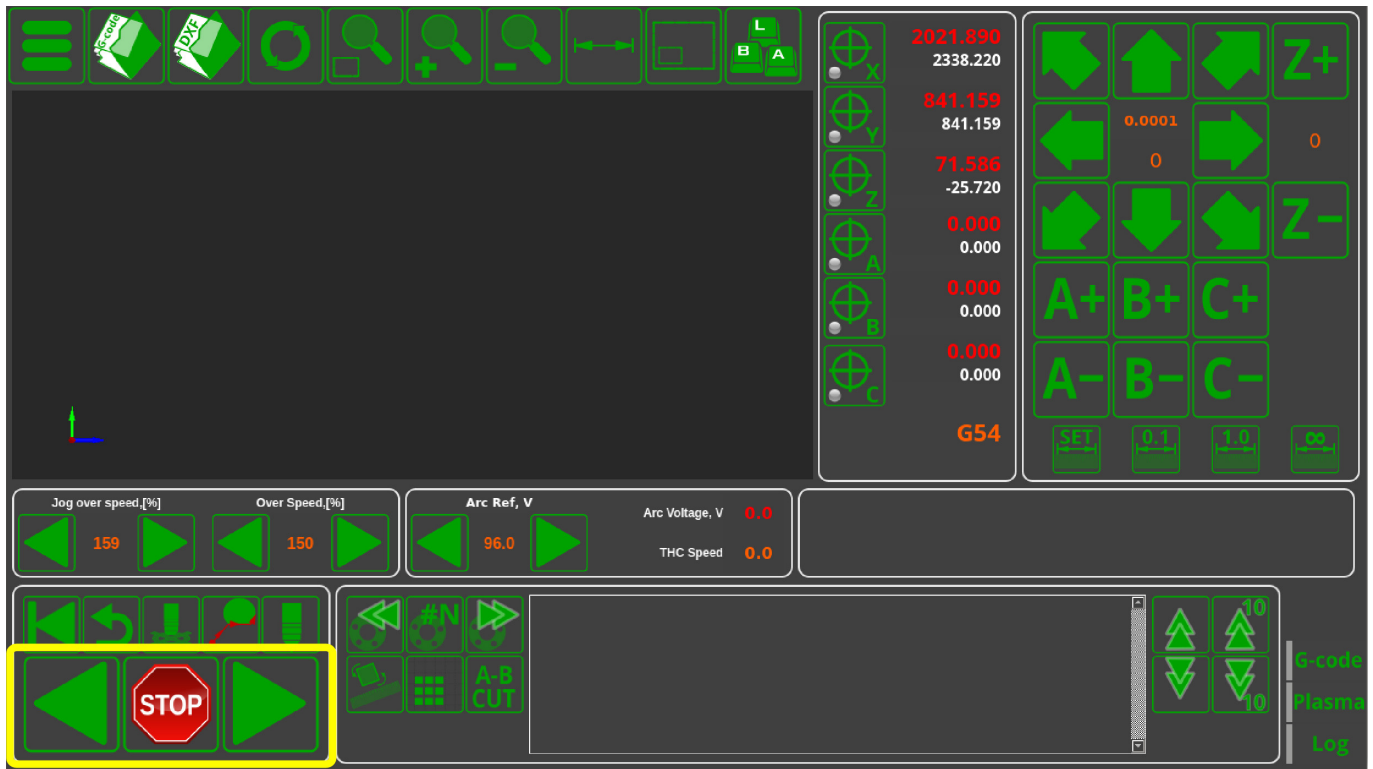 G-code
DXF
L
B A
X
2021.890
2338.220
Y
841.159
841.159
Z
71.586
-25.720
A
0.000
0.000
B
0.000
0.000
C
0.000
0.000
G54
Z+
0.0001
0
0
Z-
A+ B+ C+
A- B- C-
SET 0.1 1.0 ∞
Jog over speed,[%]
159
Over Speed,[%]
150
Arc Ref, V
96.0
Arc Voltage, V 0.0
THC Speed 0.0
STOP
#N
A-B
CUT
10
10
G-code
Plasma
Log